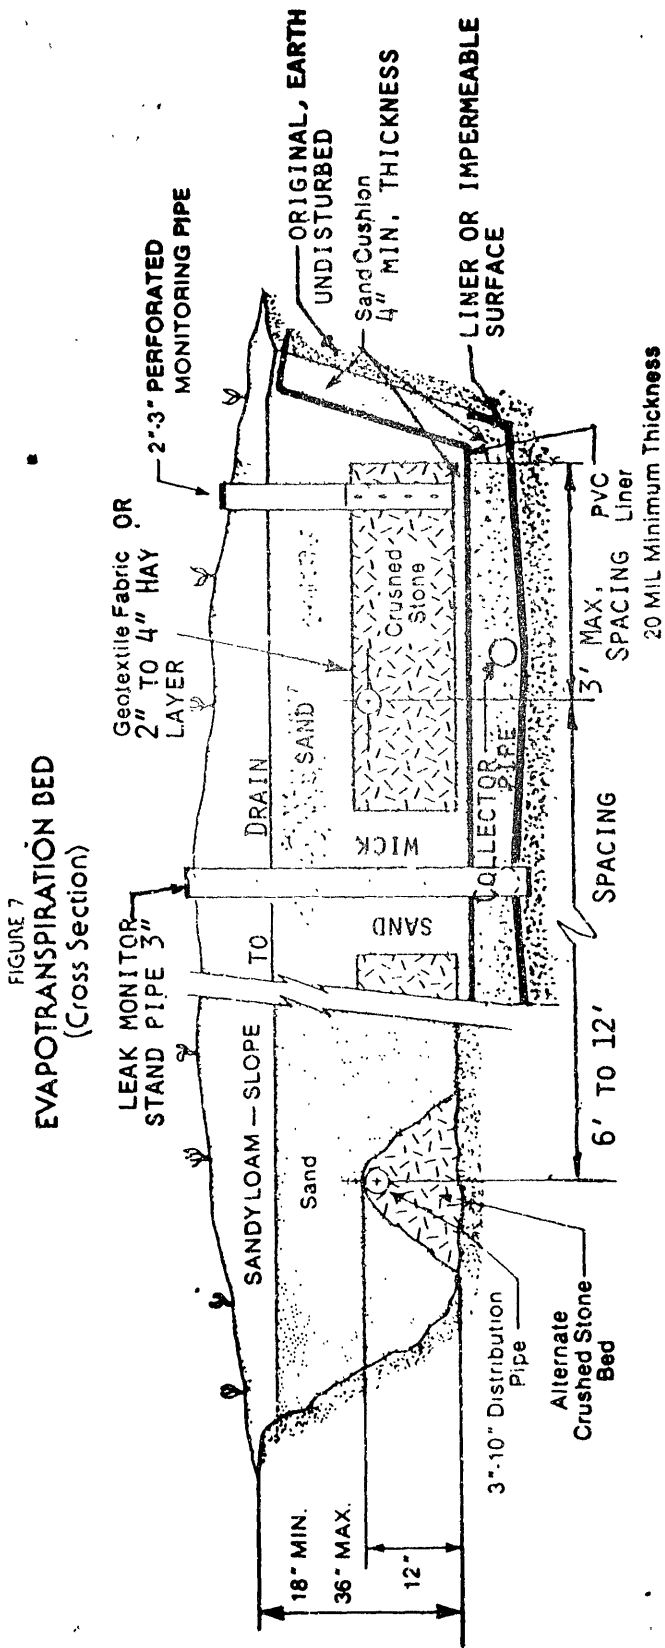 FIGURE 7
EVAPOTRANSPIRATION BED
(Cross Section)
LEAK MONITOR
STAND PIPE 3"
Geotextile Fabric OR
2" TO 4" HAY
LAYER
2"-3" PERFORATED
MONITORING PIPE
ORIGINAL, EARTH
UNDISTURBED
Sand Cushion
4" MIN. THICKNESS
LINER OR IMPERMEABLE
SURFACE
SANDY LOAM — SLOPE TO DRAIN
Sand
SAND
Crushed
Stone
SAND WICK
COLLECTOR
PIPE
18" MIN.
36" MAX.
12"
3"-10" Distribution
Pipe
Alternate
Crushed Stone
Bed
6' TO 12' SPACING
3' MAX.
SPACING
PVC
Liner
20 MIL Minimum Thickness